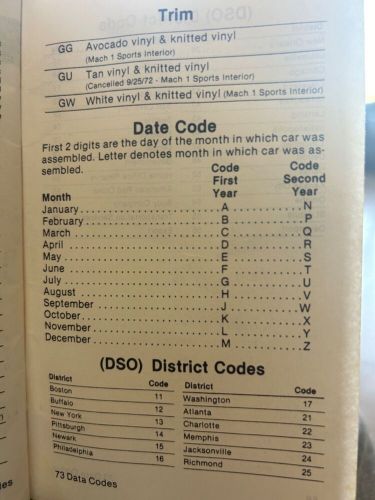 Trim
GG Avocado vinyl & knitted vinyl
(Mach 1 Sports Interior)
GU Tan vinyl & knitted vinyl
(Cancelled 9/25/72 - Mach 1 Sports Interior)
GW White vinyl & knitted vinyl (Mach 1 Sports Interior)
Date Code
First 2 digits are the day of the month in which car was
assembled. Letter denotes month in which car was as-
sembled.
Code Code
First Second
Month Year Year
January A N
February B P
March C Q
April D R
May E S
June F T
July G U
August H V
September J W
October K X
November L Y
December M Z
(DSO) District Codes
District Code District Code
Boston 11 Washington 17
Buffalo 12 Atlanta 21
New York 13 Charlotte 22
Pittsburgh 14 Memphis 23
Newark 15 Jacksonville 24
Philadelphia 16 Richmond 25
73 Data Codes